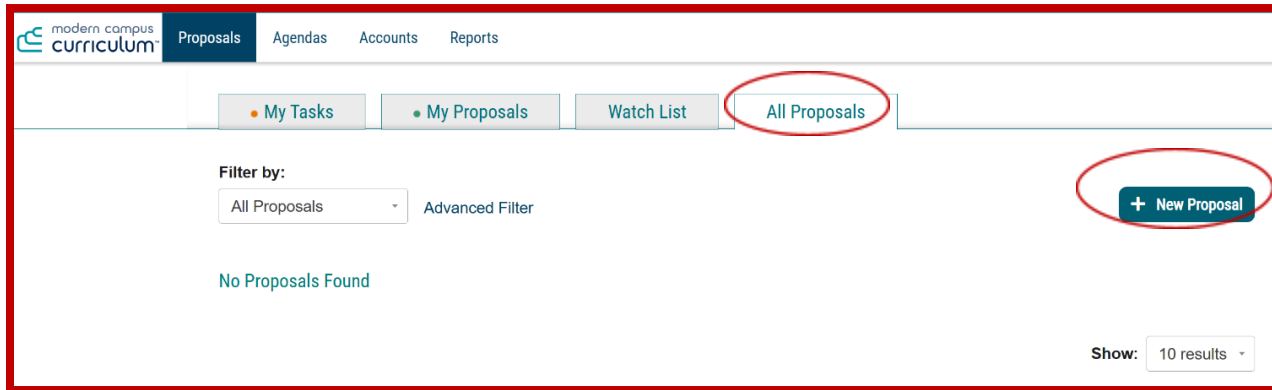 modern campus
curriculum™
Proposals Agendas Accounts Reports
• My Tasks • My Proposals Watch List All Proposals
Filter by:
All Proposals Advanced Filter
+ New Proposal
No Proposals Found
Show: 10 results